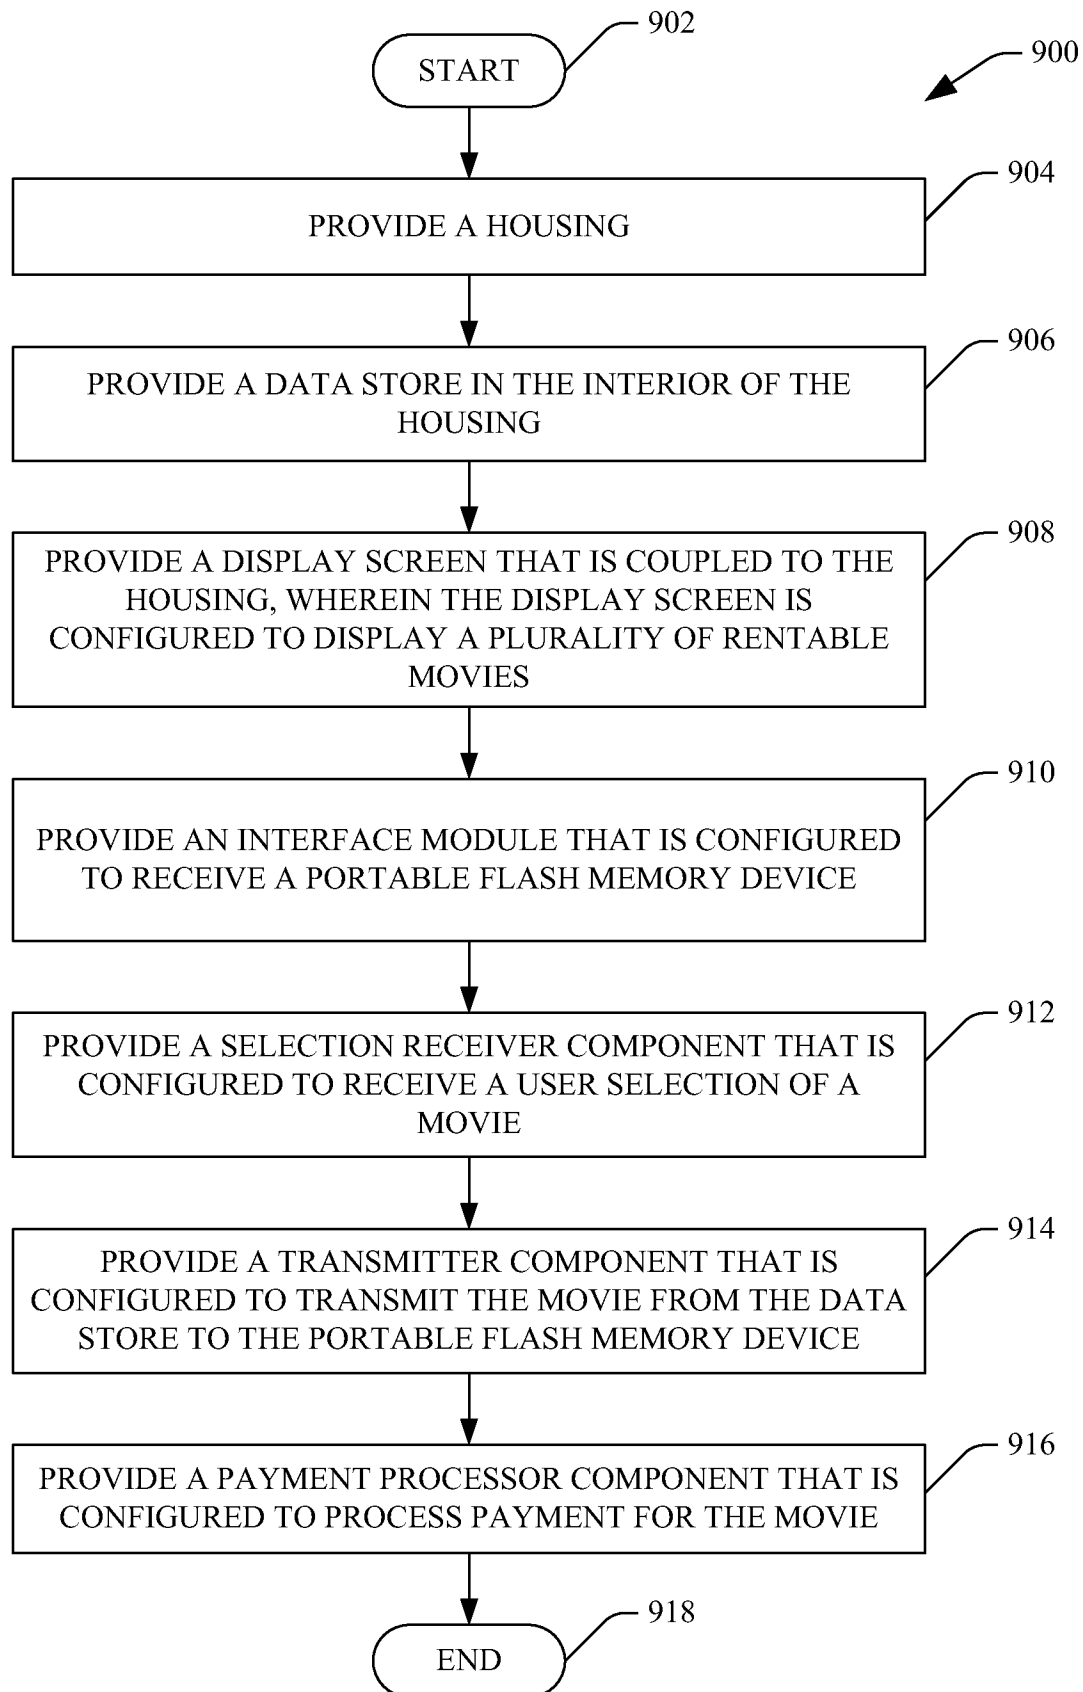 902
START
900
904
PROVIDE A HOUSING
906
PROVIDE A DATA STORE IN THE INTERIOR OF THE
HOUSING
908
PROVIDE A DISPLAY SCREEN THAT IS COUPLED TO THE
HOUSING, WHEREIN THE DISPLAY SCREEN IS
CONFIGURED TO DISPLAY A PLURALITY OF RENTABLE
MOVIES
910
PROVIDE AN INTERFACE MODULE THAT IS CONFIGURED
TO RECEIVE A PORTABLE FLASH MEMORY DEVICE
912
PROVIDE A SELECTION RECEIVER COMPONENT THAT IS
CONFIGURED TO RECEIVE A USER SELECTION OF A
MOVIE
914
PROVIDE A TRANSMITTER COMPONENT THAT IS
CONFIGURED TO TRANSMIT THE MOVIE FROM THE DATA
STORE TO THE PORTABLE FLASH MEMORY DEVICE
916
PROVIDE A PAYMENT PROCESSOR COMPONENT THAT IS
CONFIGURED TO PROCESS PAYMENT FOR THE MOVIE
918
END